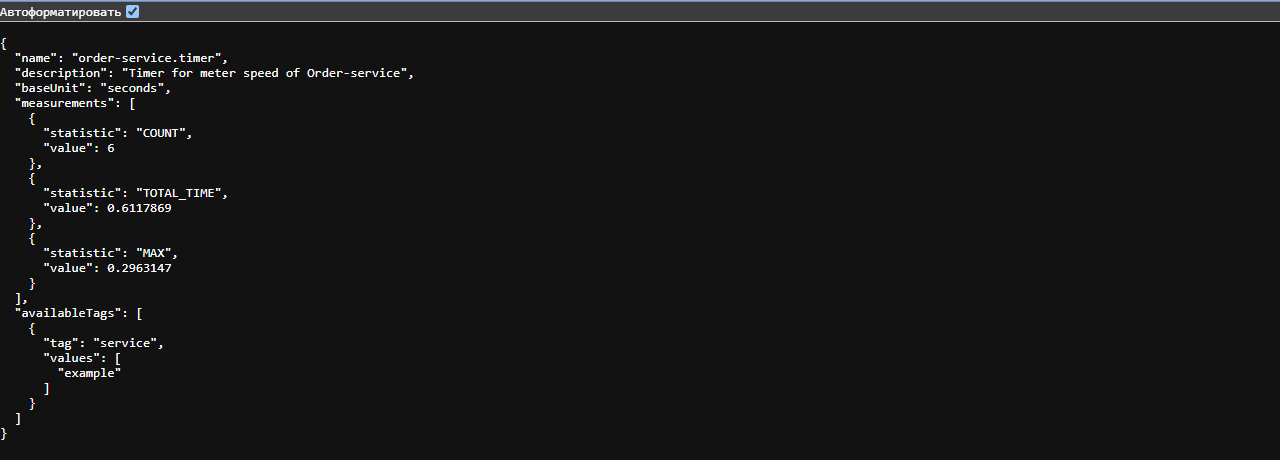 Автоформатировать
{
  "name": "order-service.timer",
  "description": "Timer for meter speed of Order-service",
  "baseUnit": "seconds",
  "measurements": [
    {
      "statistic": "COUNT",
      "value": 6
    },
    {
      "statistic": "TOTAL_TIME",
      "value": 0.6117869
    },
    {
      "statistic": "MAX",
      "value": 0.2963147
    }
  ],
  "availableTags": [
    {
      "tag": "service",
      "values": [
        "example"
      ]
    }
  ]
}